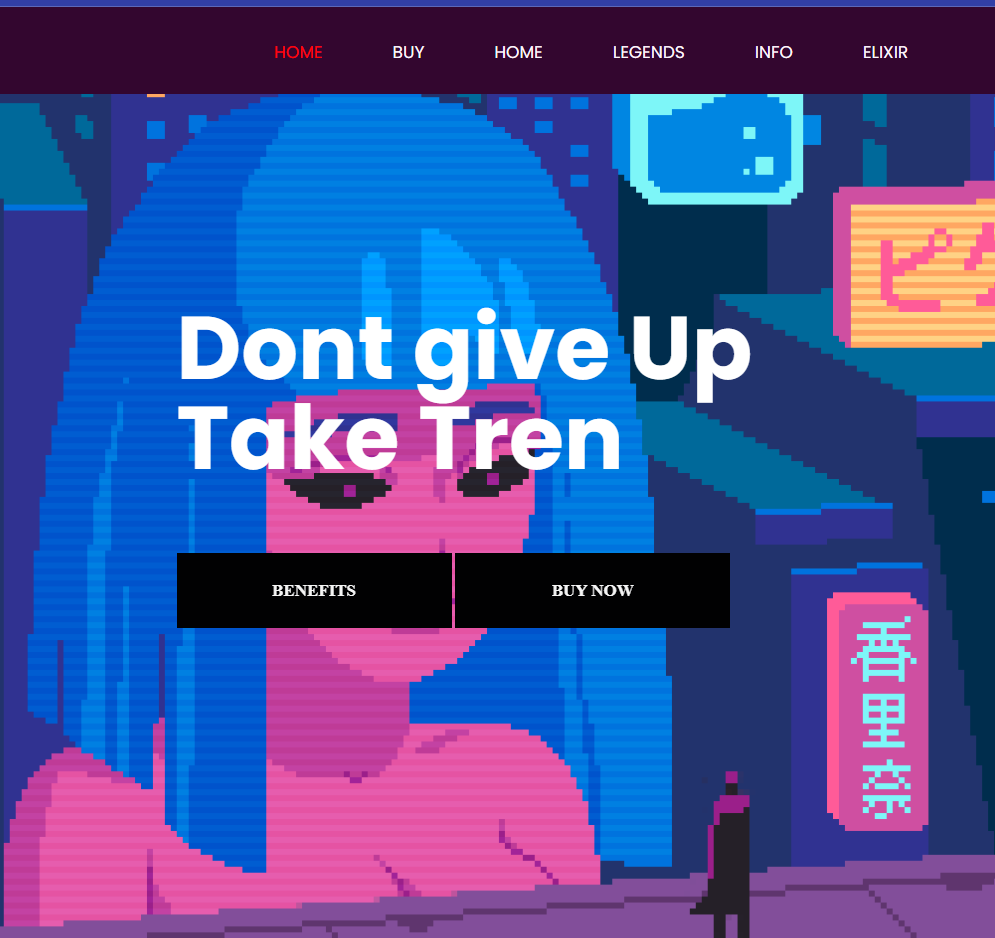 HOME BUY HOME LEGENDS INFO ELIXIR
Dont give Up
Take Tren
BENEFITS BUY NOW
香
里
奈